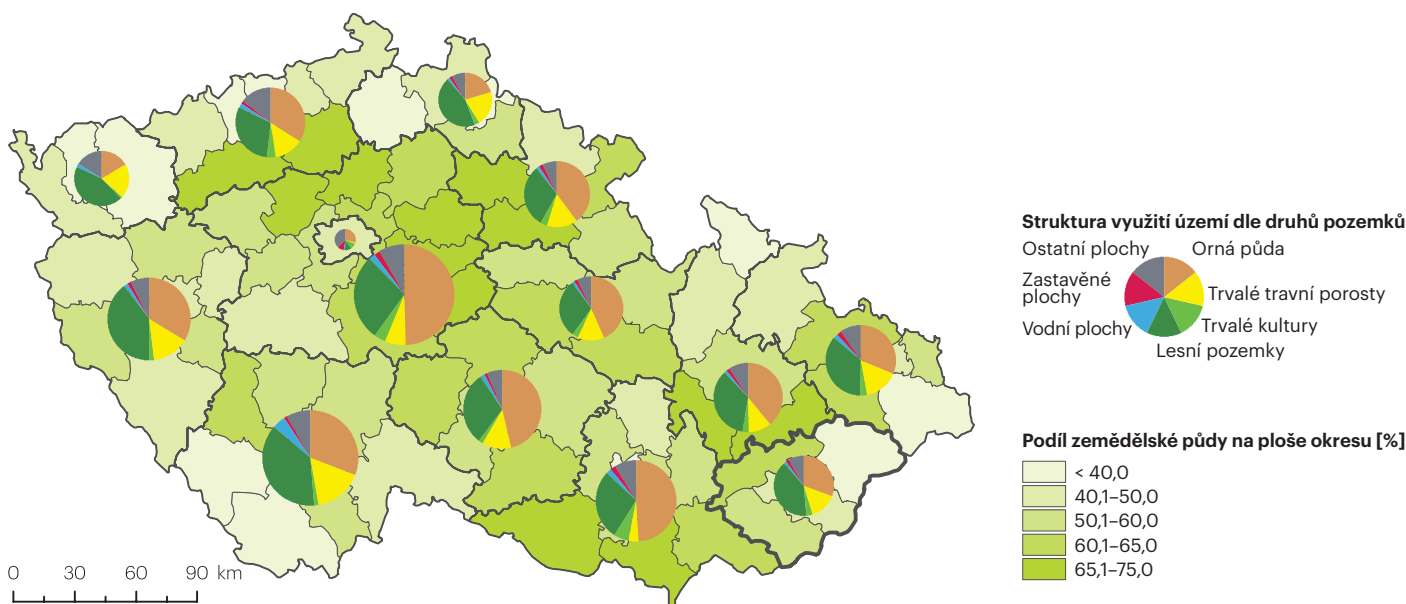 Struktura využití území dle druhů pozemků
Ostatní plochy
Orná půda
Zastavěné
plochy
Trvalé travní porosty
Vodní plochy
Trvalé kultury
Lesní pozemky
Podíl zemědělské půdy na ploše okresu [%]
< 40,0
40,1–50,0
50,1–60,0
60,1–65,0
65,1–75,0
0 30 60 90 km